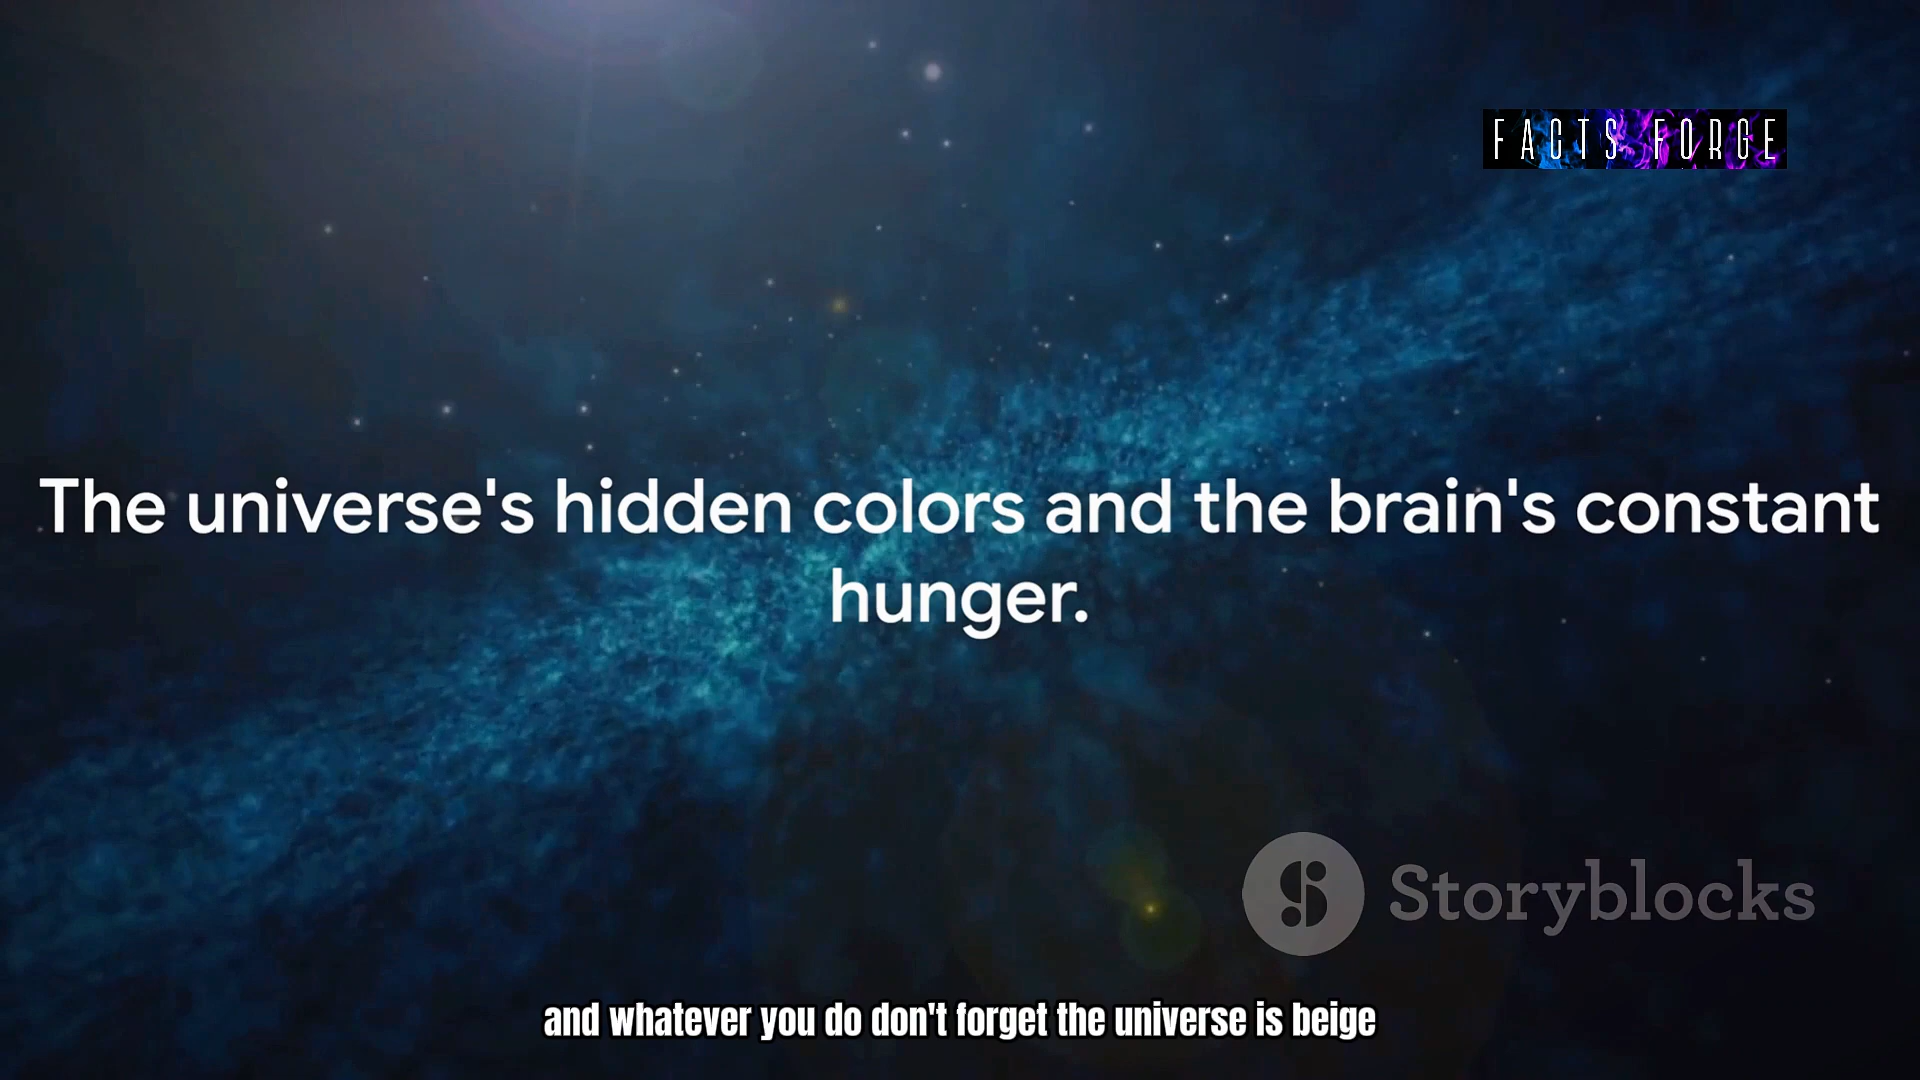 FACTS FORGE
The universe's hidden colors and the brain's constant
hunger.
Storyblocks
and whatever you do don't forget the universe is beige